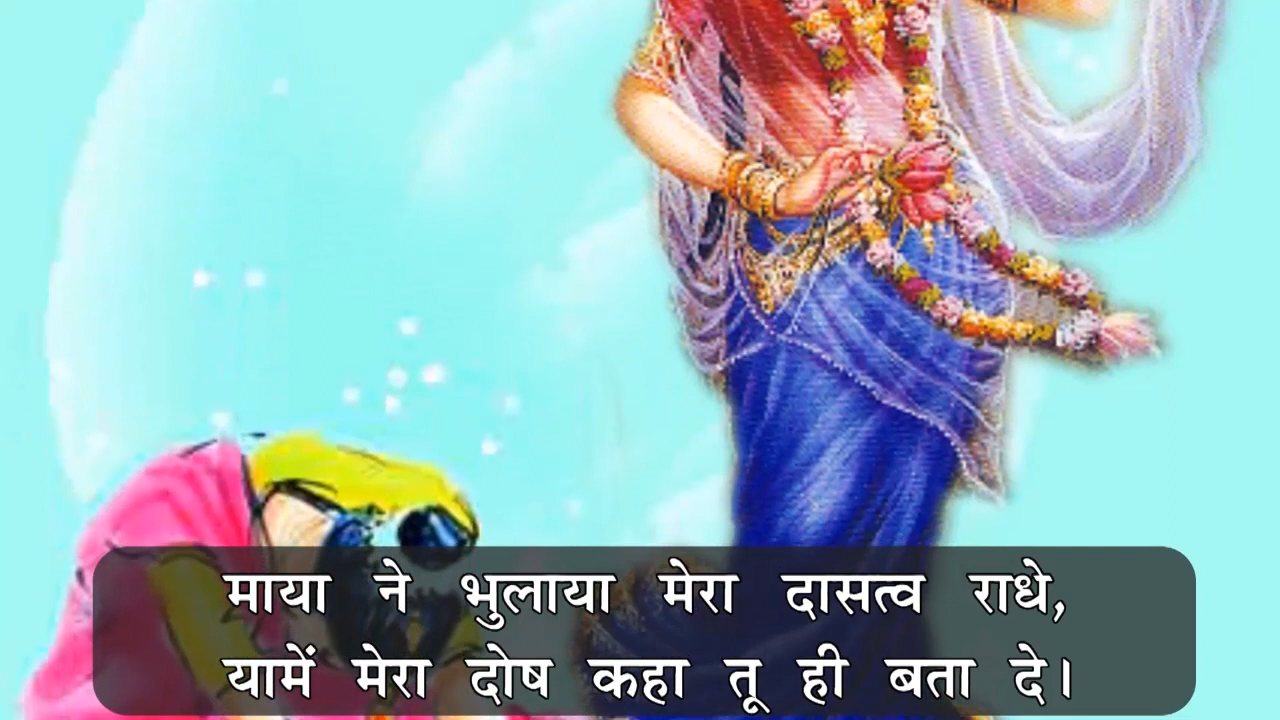 माया ने भुलाया मेरा दासत्व राधे,
यामें मेरा दोष कहा तू ही बता दे।